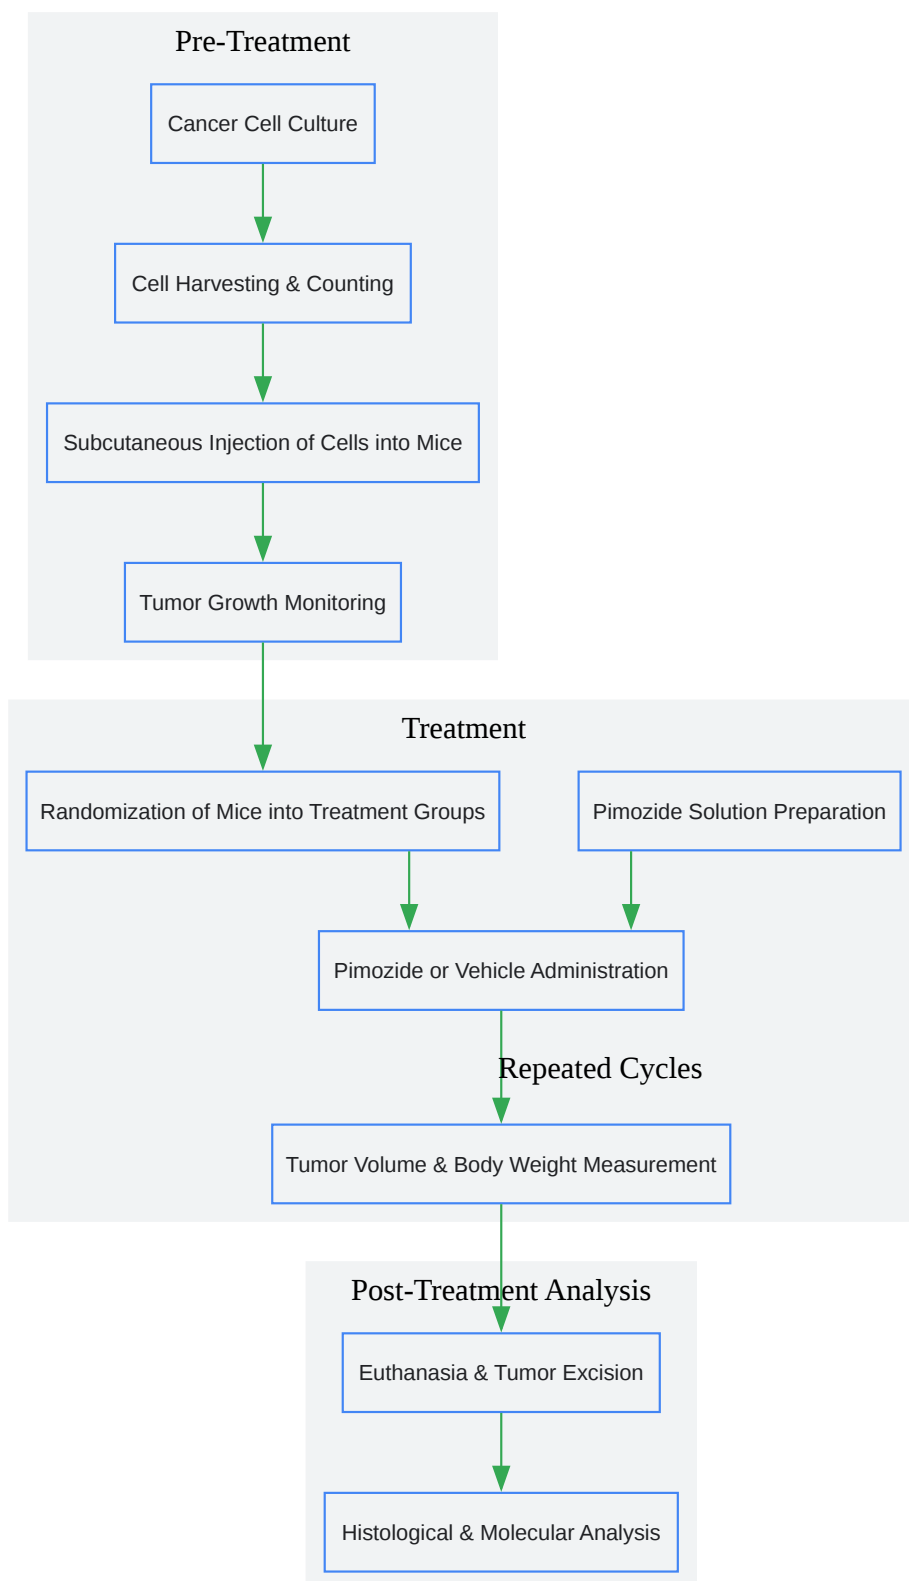 Pre-Treatment
Cancer Cell Culture
Cell Harvesting & Counting
Subcutaneous Injection of Cells into Mice
Tumor Growth Monitoring
Treatment
Randomization of Mice into Treatment Groups
Pimozide Solution Preparation
Pimozide or Vehicle Administration
Repeated Cycles
Tumor Volume & Body Weight Measurement
Post-Treatment Analysis
Euthanasia & Tumor Excision
Histological & Molecular Analysis